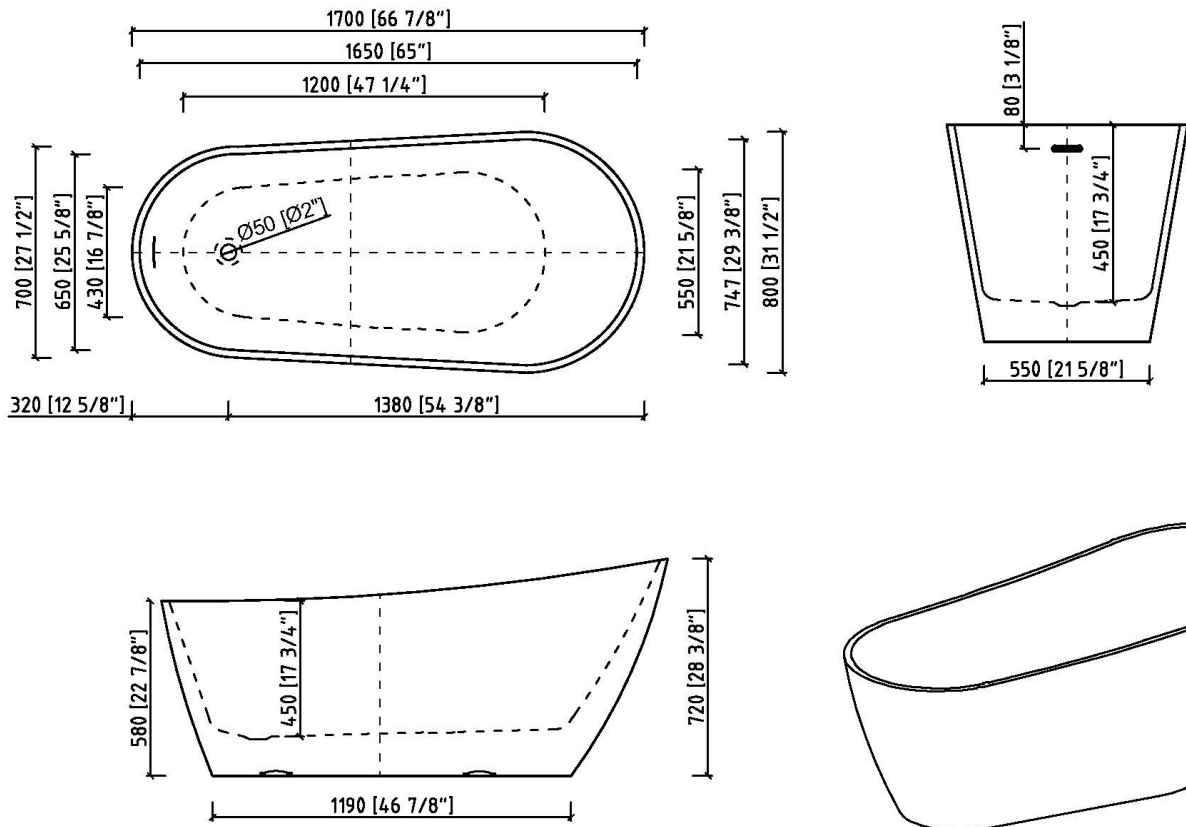 1700 [66 7/8"]
1650 [65"]
1200 [47 1/4"]
80 [3 1/8"]
Ø50 [Ø2"]
700 [27 1/2"]
650 [25 5/8"]
430 [16 7/8"]
550 [21 5/8"]
747 [29 3/8"]
800 [31 1/2"]
450 [17 3/4"]
550 [21 5/8"]
320 [12 5/8"]
1380 [54 3/8"]
580 [22 7/8"]
450 [17 3/4"]
720 [28 3/8"]
1190 [46 7/8"]